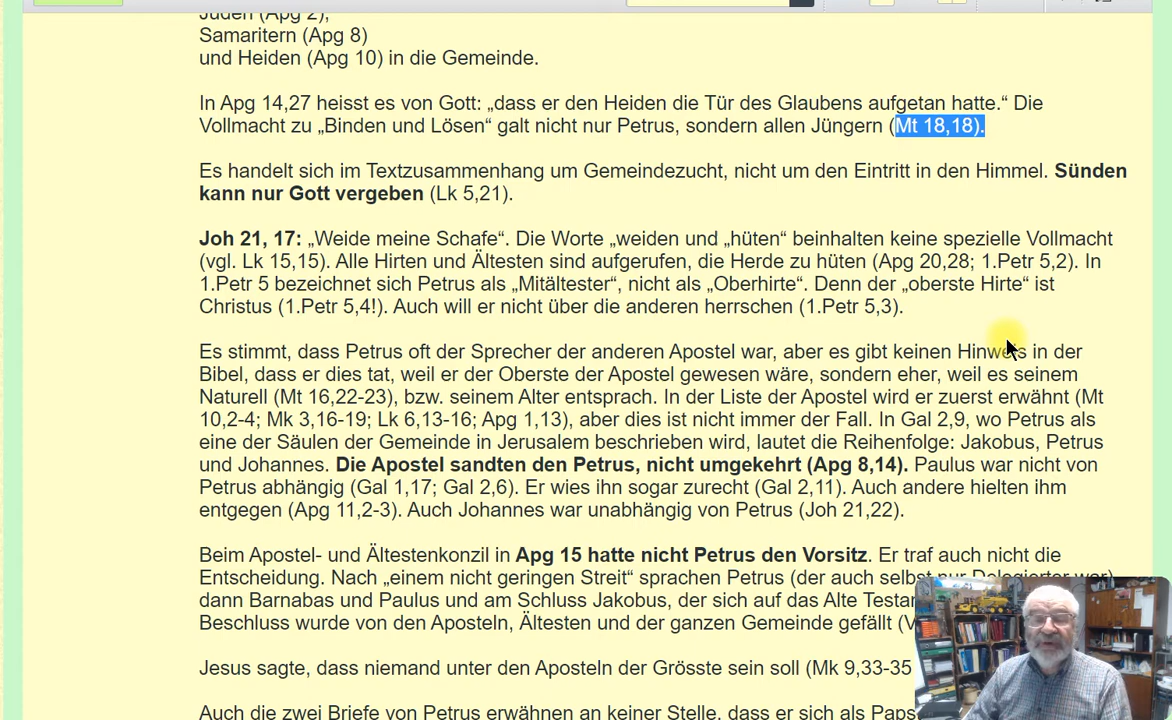 Juden (Apg 2),
Samaritern (Apg 8)
und Heiden (Apg 10) in die Gemeinde.
In Apg 14,27 heisst es von Gott: „dass er den Heiden die Tür des Glaubens aufgetan hatte.“ Die
Vollmacht zu „Binden und Lösen“ galt nicht nur Petrus, sondern allen Jüngern (Mt 18,18).
Es handelt sich im Textzusammenhang um Gemeindezucht, nicht um den Eintritt in den Himmel. Sünden
kann nur Gott vergeben (Lk 5,21).
Joh 21, 17: „Weide meine Schafe“. Die Worte „weiden und „hüten“ beinhalten keine spezielle Vollmacht
(vgl. Lk 15,15). Alle Hirten und Ältesten sind aufgerufen, die Herde zu hüten (Apg 20,28; 1.Petr 5,2). In
1.Petr 5 bezeichnet sich Petrus als „Mitältester“, nicht als „Oberhirte“. Denn der „oberste Hirte“ ist
Christus (1.Petr 5,4!). Auch will er nicht über die anderen herrschen (1.Petr 5,3).
Es stimmt, dass Petrus oft der Sprecher der anderen Apostel war, aber es gibt keinen Hinweis in der
Bibel, dass er dies tat, weil er der Oberste der Apostel gewesen wäre, sondern eher, weil es seinem
Naturell (Mt 16,22-23), bzw. seinem Alter entsprach. In der Liste der Apostel wird er zuerst erwähnt (Mt
10,2-4; Mk 3,16-19; Lk 6,13-16; Apg 1,13), aber dies ist nicht immer der Fall. In Gal 2,9, wo Petrus als
eine der Säulen der Gemeinde in Jerusalem beschrieben wird, lautet die Reihenfolge: Jakobus, Petrus
und Johannes. Die Apostel sandten den Petrus, nicht umgekehrt (Apg 8,14). Paulus war nicht von
Petrus abhängig (Gal 1,17; Gal 2,6). Er wies ihn sogar zurecht (Gal 2,11). Auch andere hielten ihm
entgegen (Apg 11,2-3). Auch Johannes war unabhängig von Petrus (Joh 21,22).
Beim Apostel- und Ältestenkonzil in Apg 15 hatte nicht Petrus den Vorsitz. Er traf auch nicht die
Entscheidung. Nach „einem nicht geringen Streit“ sprachen Petrus (der auch selbst nur Delegierter war),
dann Barnabas und Paulus und am Schluss Jakobus, der sich auf das Alte
Beschluss wurde von den Aposteln, Ältesten und der ganzen Gemeinde gefällt
Jesus sagte, dass niemand unter den Aposteln der Grösste sein soll (Mk 9,33-35
Auch die zwei Briefe von Petrus erwähnen an keiner Stelle, dass er sich als